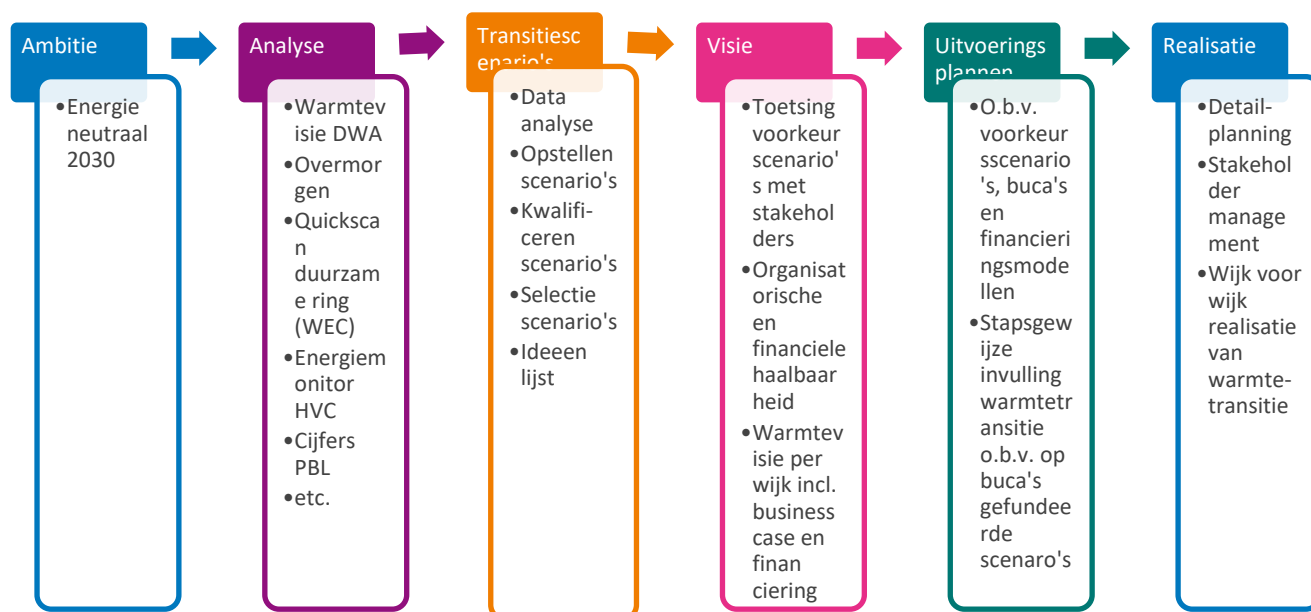 Ambitie
•Energie
neutraal
2030
Analyse
•Warmtev
isie DWA
•Overmor
gen
•Quicksca
n
duurzam
e ring
(WEC)
•Energiem
onitor
HVC
•Cijfers
PBL
•etc.
Transitiesc
enario's
•Data
analyse
•Opstellen
scenario's
•Kwalifi-
ceren
scenario's
•Selectie
scenario's
•Ideeen
lijst
Visie
•Toetsing
voorkeur
scenario'
s met
stakehol
ders
•Organisat
orische
en
financiele
haalbaar
heid
•Warmtev
isie per
wijk incl.
business
case en
finan
ciering
Uitvoerings
plannen
•O.b.v.
voorkeur
sscenario
's, buca's
en
financieri
ngsmode
llen
•Stapsgew
ijze
invulling
warmtetr
ansitie
o.b.v. op
buca's
gefundee
rde
scenaro's
Realisatie
•Detail-
planning
•Stakehol
der
manage
ment
•Wijk voor
wijk
realisatie
van
warmte-
transitie